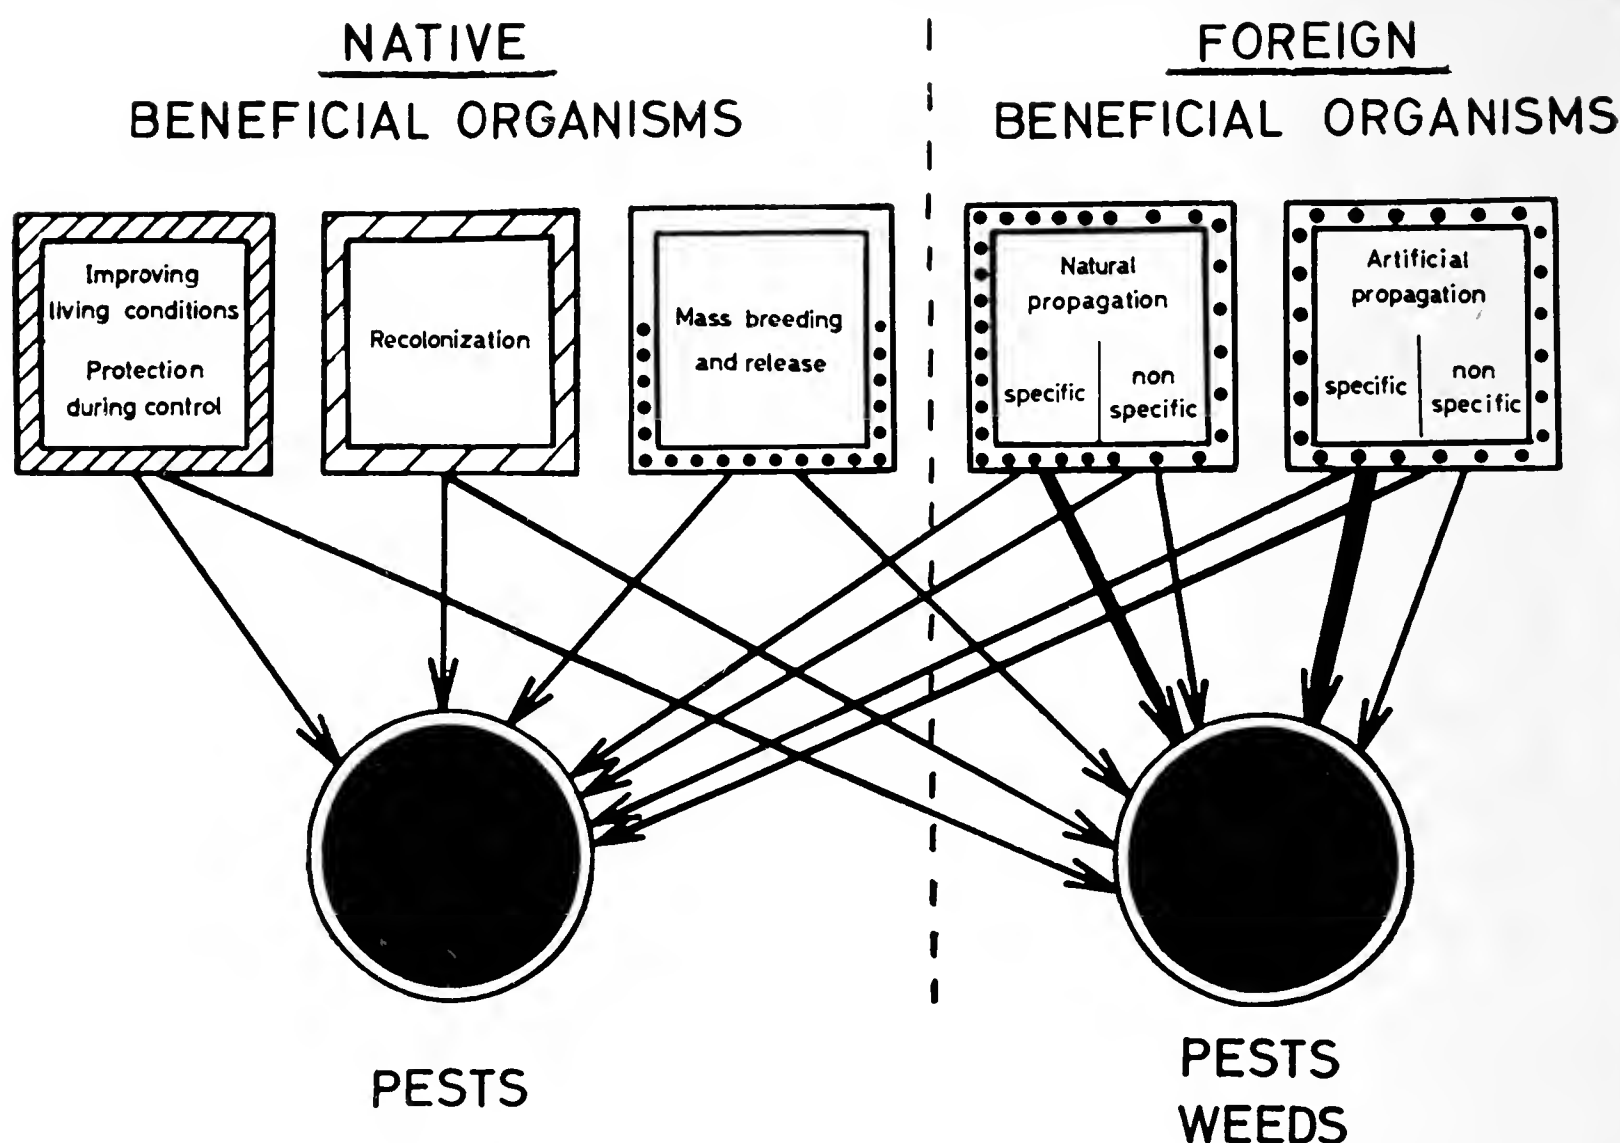 NATIVE
BENEFICIAL ORGANISMS
FOREIGN
BENEFICIAL ORGANISMS
Improving
living conditions
Protection
during control
Recolonization
Mass breeding
and release
Natural
propagation
specific
non
specific
Artificial
propagation
specific
non
specific
PESTS
PESTS
WEEDS